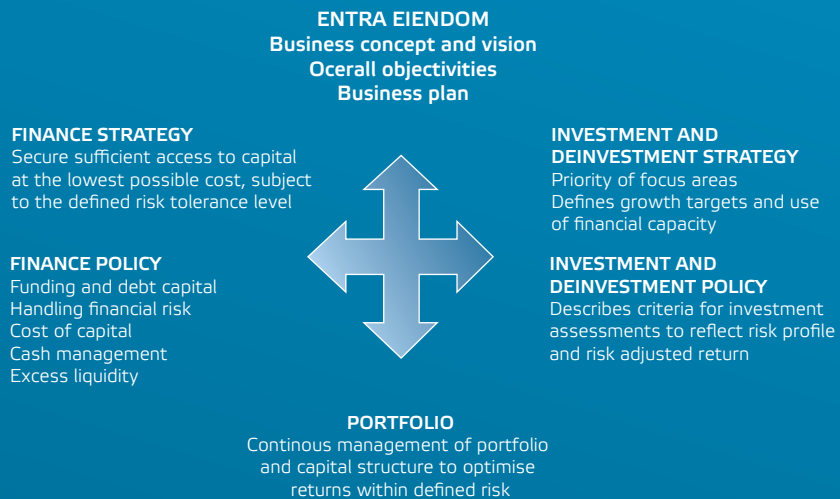 ENTRA EIENDOM
Business concept and vision
Ocerall objectivities
Business plan
FINANCE STRATEGY
Secure sufficient access to capital
at the lowest possible cost, subject
to the defined risk tolerance level
FINANCE POLICY
Funding and debt capital
Handling financial risk
Cost of capital
Cash management
Excess liquidity
INVESTMENT AND
DEINVESTMENT STRATEGY
Priority of focus areas
Defines growth targets and use
of financial capacity
INVESTMENT AND
DEINVESTMENT POLICY
Describes criteria for investment
assessments to reflect risk profile
and risk adjusted return
PORTFOLIO
Continous management of portfolio
and capital structure to optimise
returns within defined risk